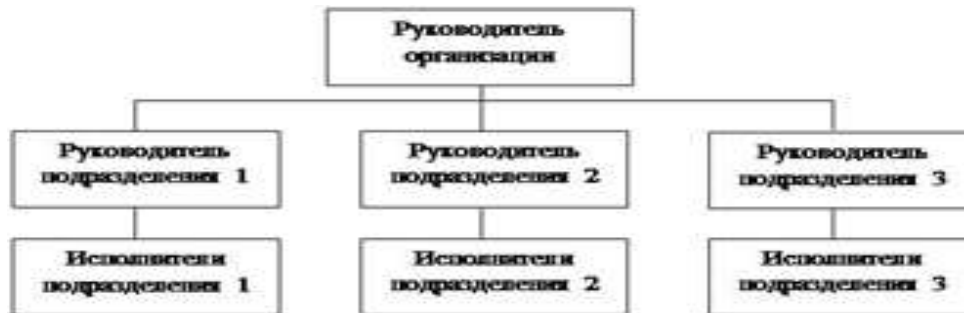 Руководитель
организации
Руководитель
подразделения 1
Руководитель
подразделения 2
Руководитель
подразделения 3
Исполнители
подразделения 1
Исполнители
подразделения 2
Исполнители
подразделения 3